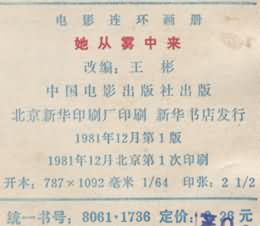 电影连环画册
她从雾中来
改编：王彬
中国电影出版社出版
北京新华印刷厂印刷 新华书店发行
1981年12月第1版
1981年12月北京第1次印刷
开本：787×1092毫米 1/64 印张：2 1/2
统一书号：8061·1736 定价：0.26元